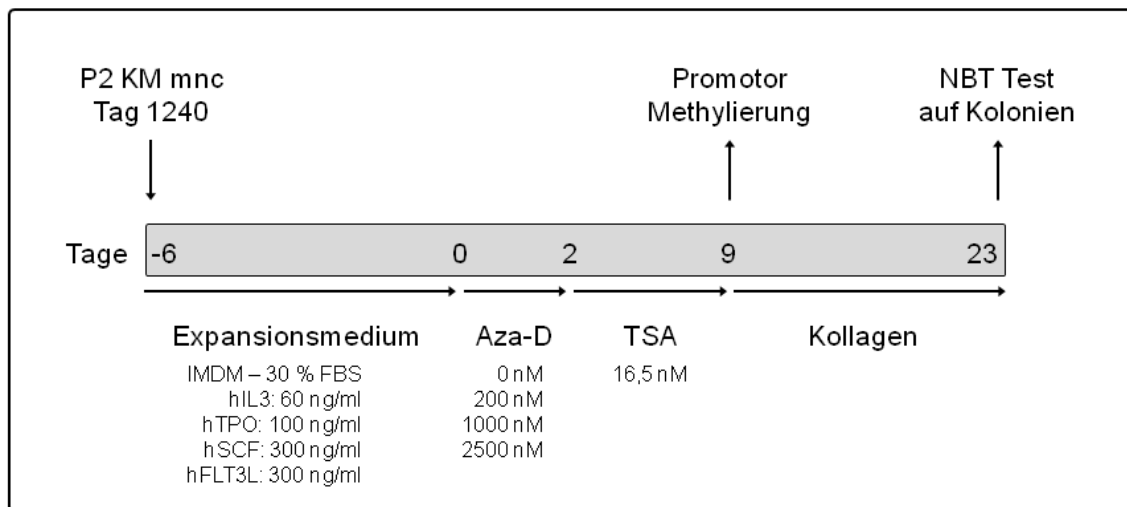 P2 KM mnc
Tag 1240
Promotor
Methylierung
NBT Test
auf Kolonien
Tage -6 0 2 9 23
Expansionsmedium Aza-D TSA Kollagen
IMDM – 30 % FBS 0 nM 16,5 nM
hIL3: 60 ng/ml 200 nM
hTPO: 100 ng/ml 1000 nM
hSCF: 300 ng/ml 2500 nM
hFLT3L: 300 ng/ml